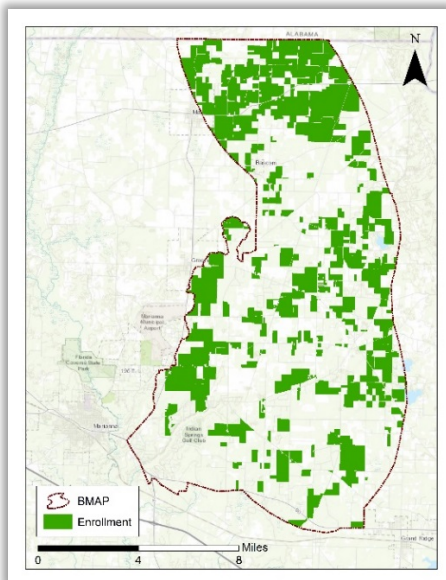 ALABAMA
N
Bascom
Marianna
Municipal
Airport
Florida
Caverns State
Park
Marianna
Indian
Springs
Golf Club
Grand Ridge
BMAP
Enrollment
Miles
0
4
8